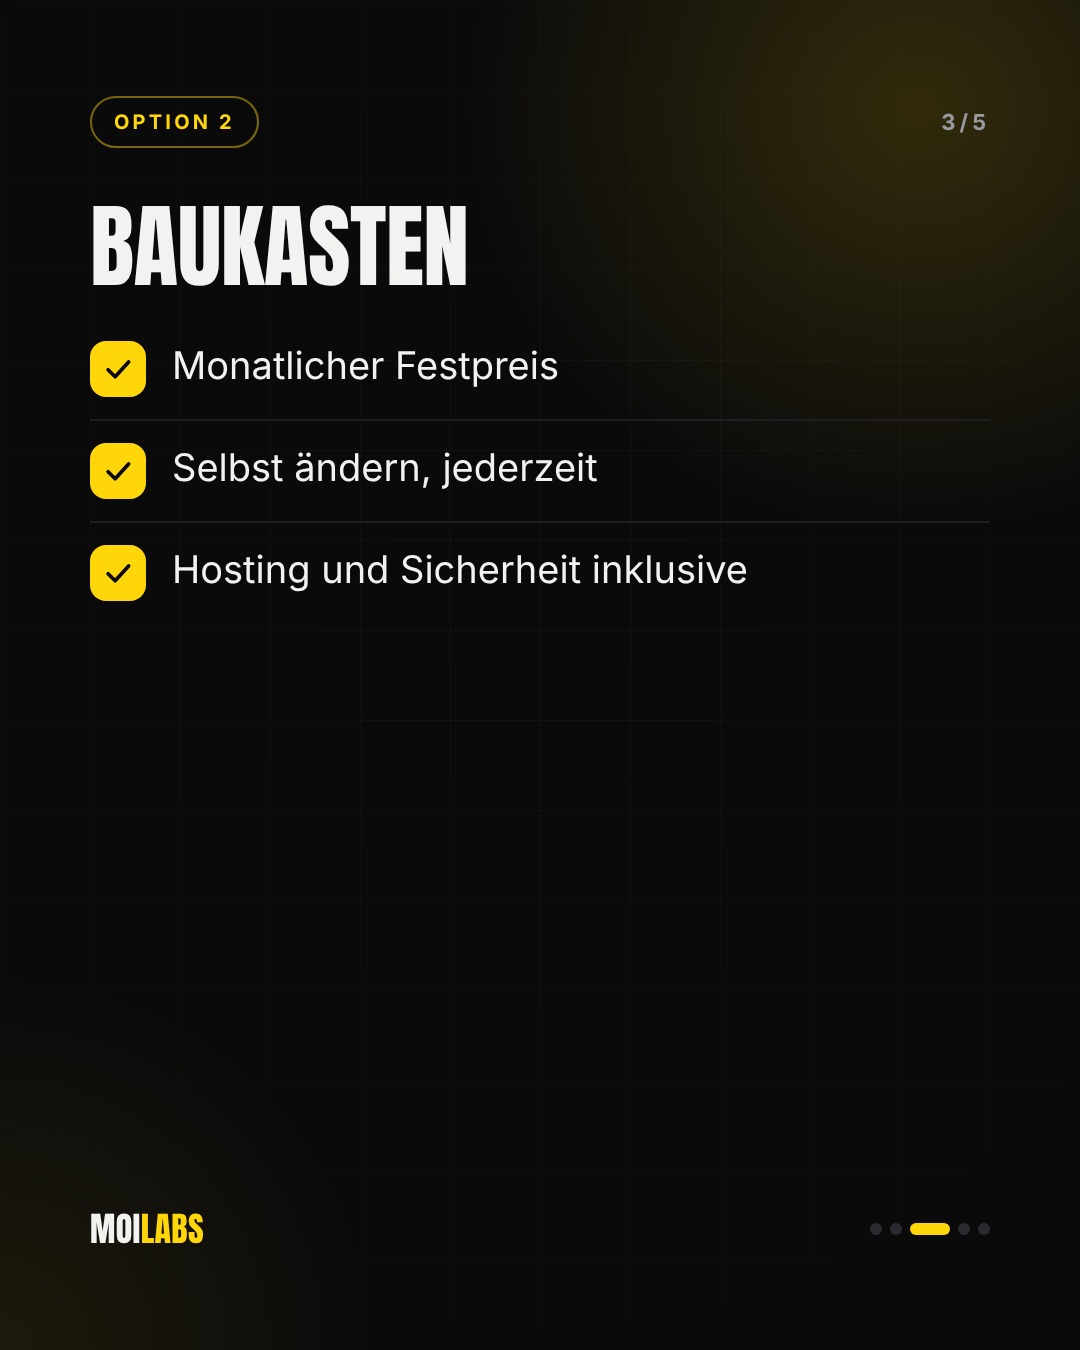 OPTION 2
3/5
BAUKASTEN
Monatlicher Festpreis
Selbst ändern, jederzeit
Hosting und Sicherheit inklusive
MOILABS